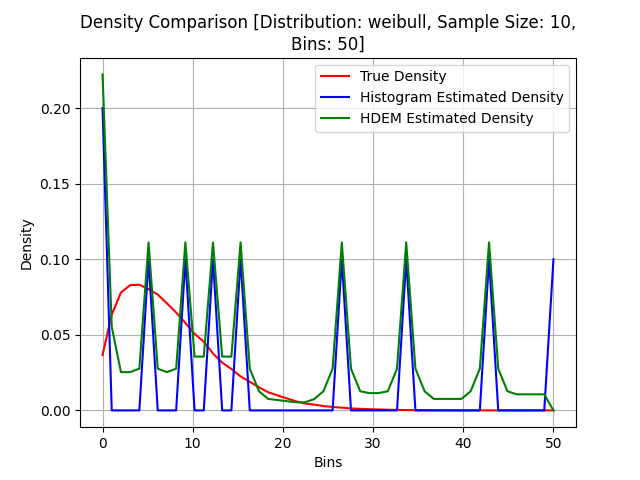 Density Comparison [Distribution: weibull, Sample Size: 10,
Bins: 50]
True Density
Histogram Estimated Density
HDEM Estimated Density
Density
0.20
0.15
0.10
0.05
0.00
0
10
20
30
40
50
Bins